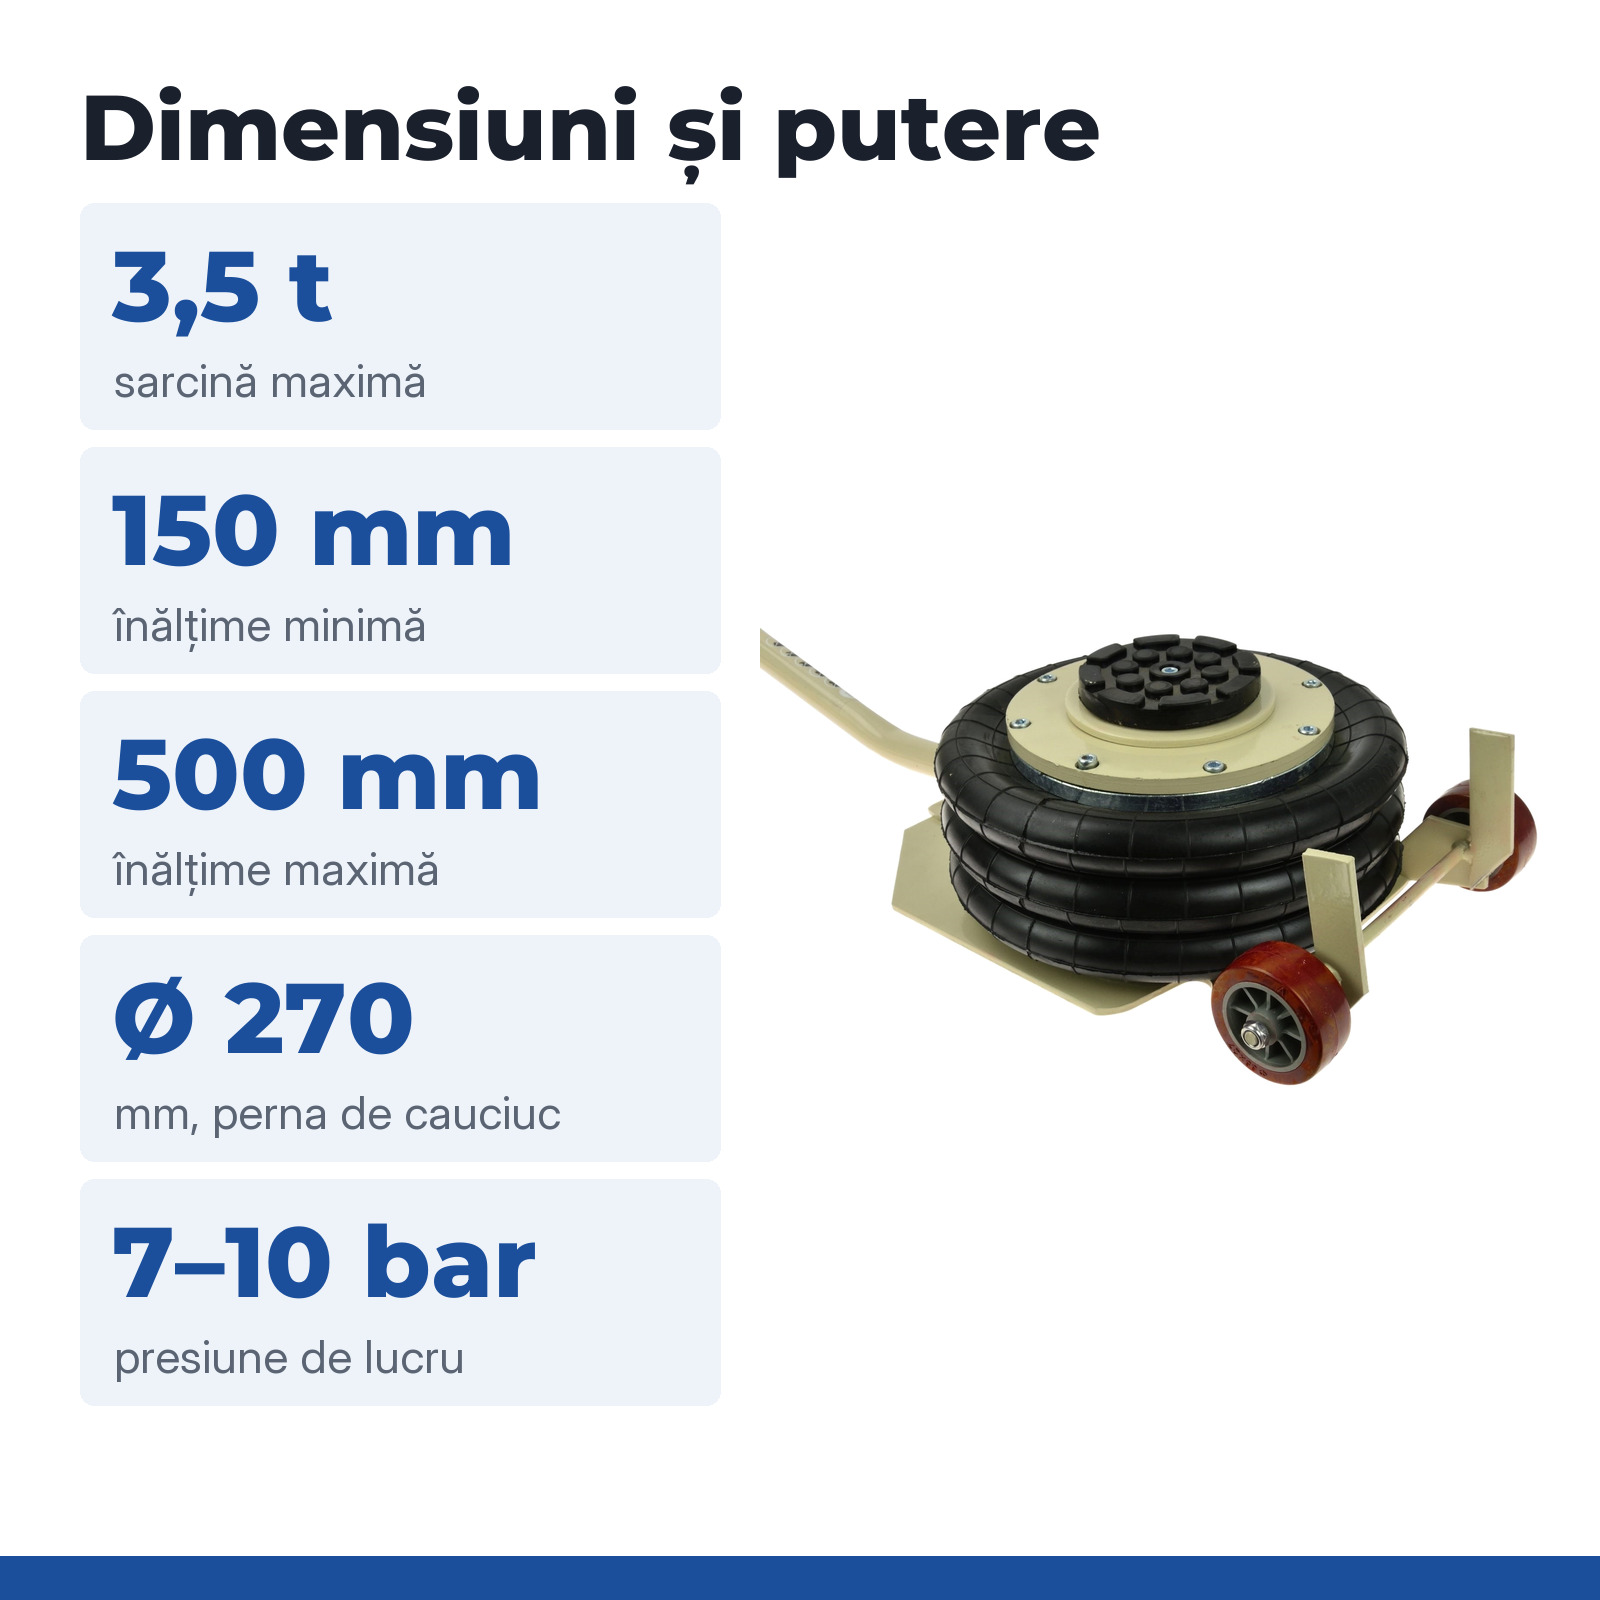 Dimensiuni și putere
3,5 t
sarcină maximă
150 mm
înălțime minimă
500 mm
înălțime maximă
Ø 270
mm, perna de cauciuc
7–10 bar
presiune de lucru